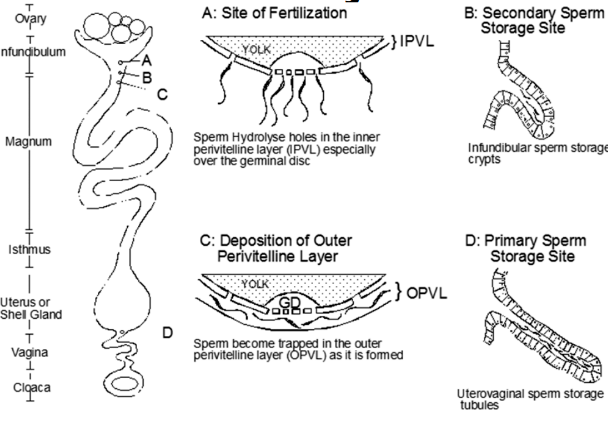 Ovary
nfundibulum
Magnum
Isthmus
Uterus or
Shell Gland
Vagina
Cloaca
A
B
C
D
A: Site of Fertilization
YOLK
} IPVL
Sperm Hydrolyse holes in the inner
perivitelline layer (IPVL) especially
over the germinal disc
B: Secondary Sperm
Storage Site
Infundibular sperm storage
crypts
C: Deposition of Outer
Perivitelline Layer
YOLK
GD
} OPVL
Sperm become trapped in the outer
perivitelline layer (OPVL) as it is formed
D: Primary Sperm
Storage Site
Uterovaginal sperm storage
tubules